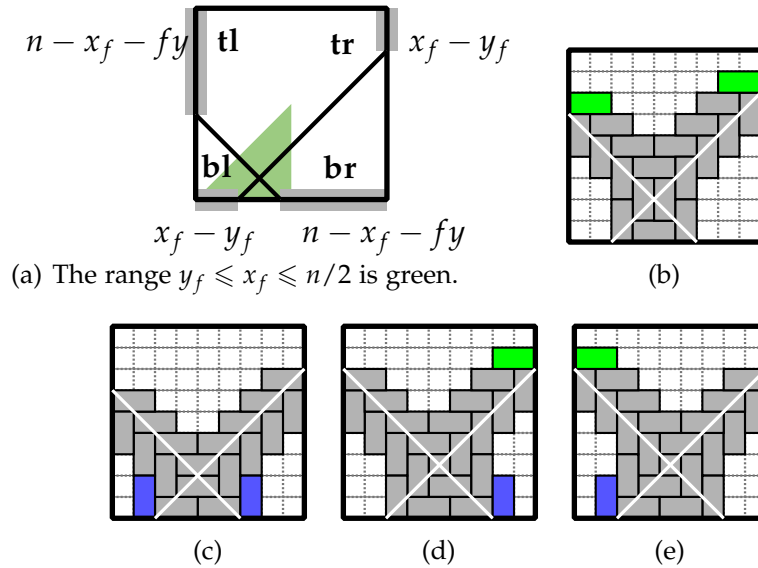 n − x_f − fy tl tr x_f − y_f
bl br
x_f − y_f n − x_f − fy
(a) The range y_f ⩽ x_f ⩽ n/2 is green.
(b)
(c) (d) (e)